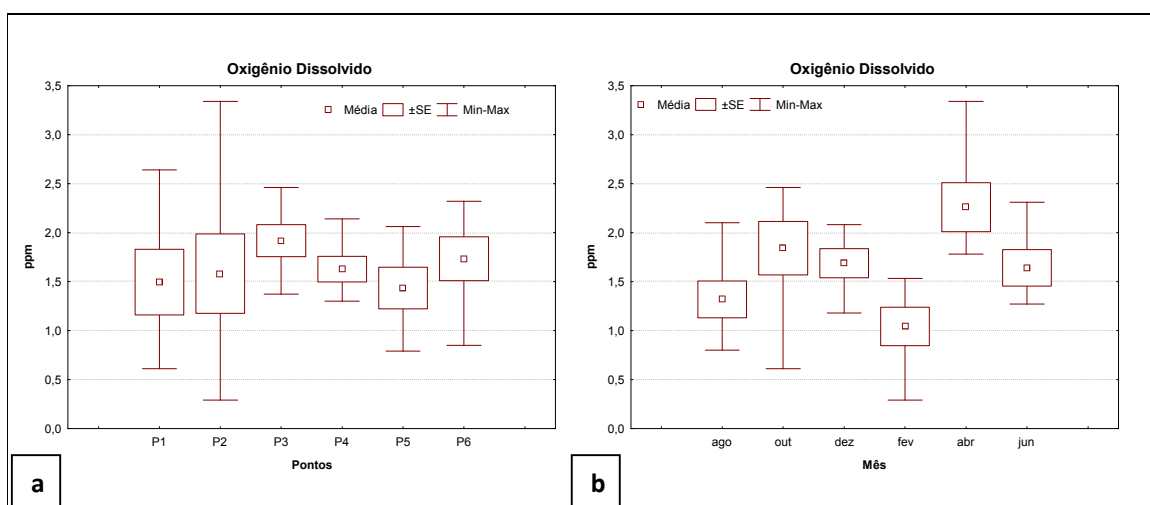 Oxigênio Dissolvido
3,5
3,0
2,5
2,0
1,5
1,0
0,5
0,0
ppm
Média ±SE Min-Max
P1 P2 P3 P4 P5 P6
Pontos
a
Oxigênio Dissolvido
3,5
3,0
2,5
2,0
1,5
1,0
0,5
0,0
ppm
Média ±SE Min-Max
ago out dez fev abr jun
Mês
b